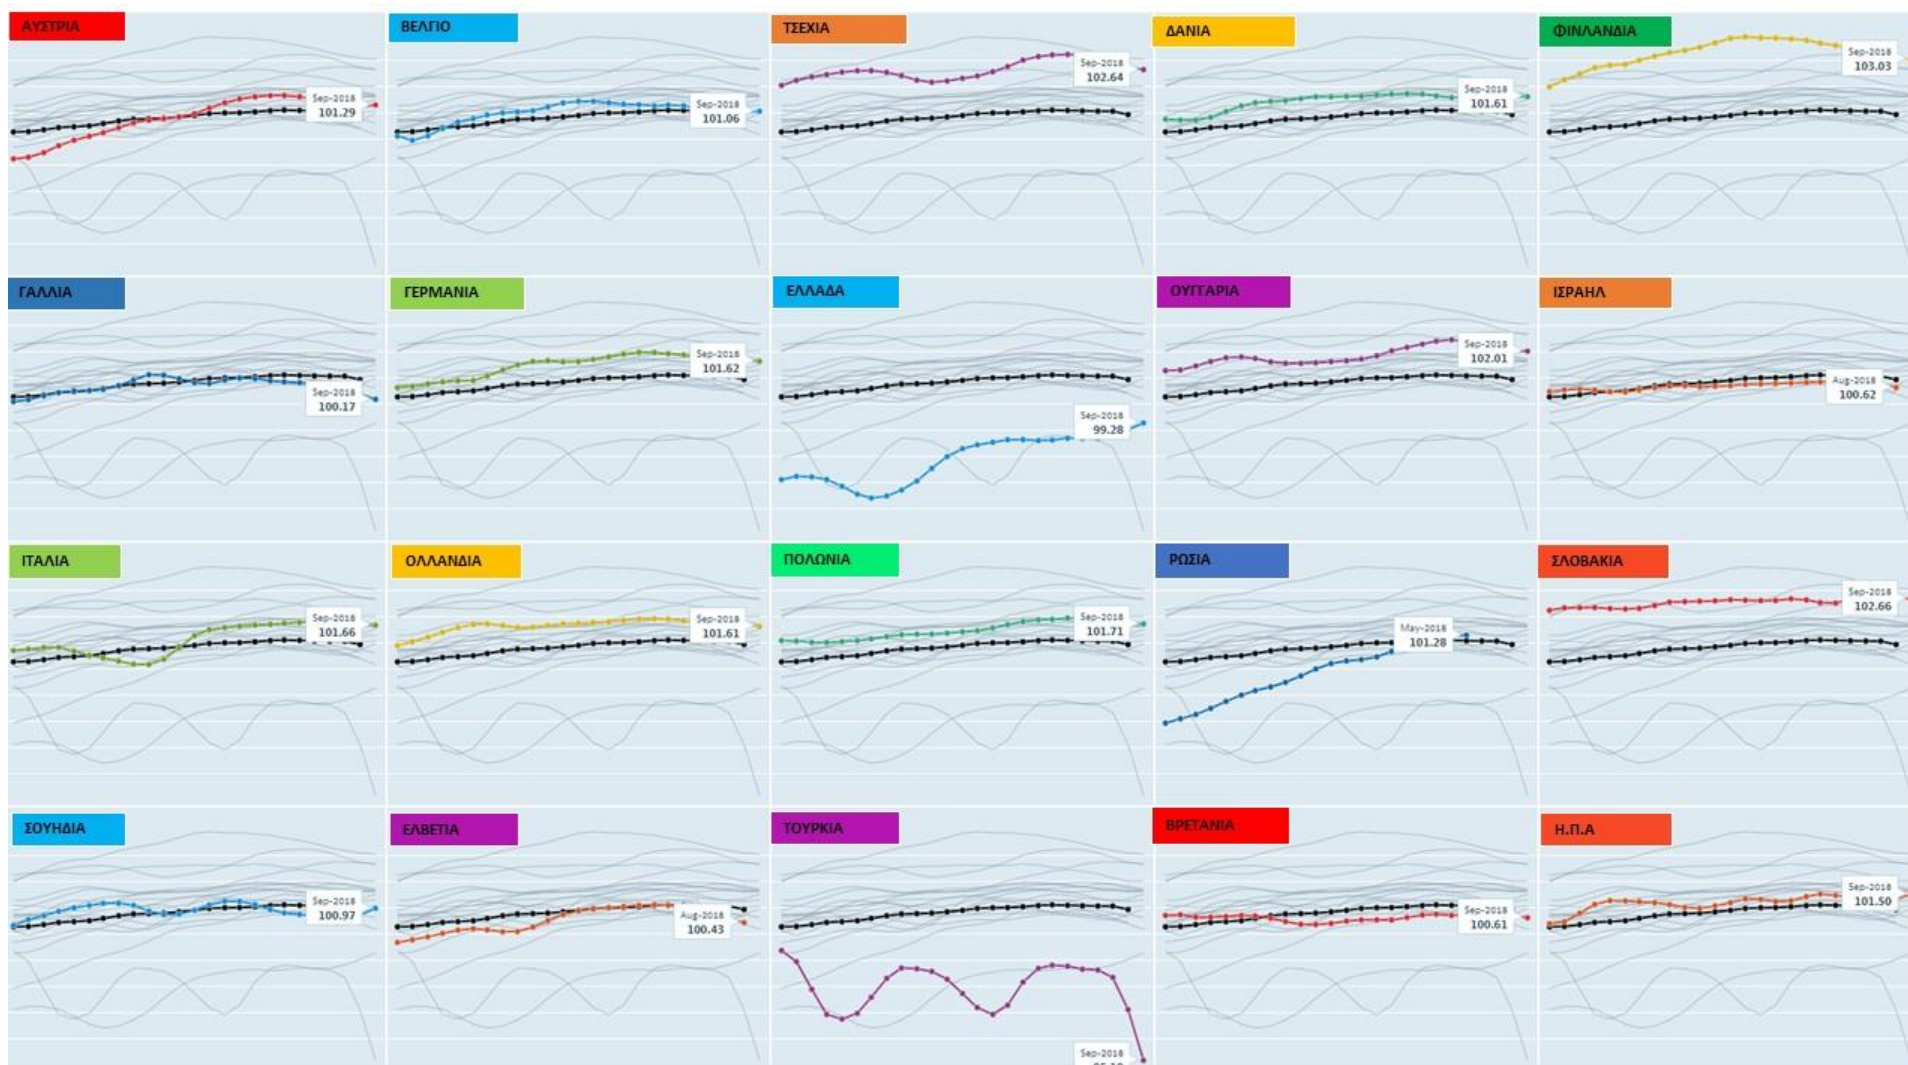 ΑΥΣΤΡΙΑ
Sep-2018
101.29
ΒΕΛΓΙΟ
Sep-2018
101.06
ΤΣΕΧΙΑ
Sep-2018
102.64
ΔΑΝΙΑ
Sep-2018
101.61
ΦΙΝΛΑΝΔΙΑ
Sep-2018
103.03
ΓΑΛΛΙΑ
Sep-2018
100.17
ΓΕΡΜΑΝΙΑ
Sep-2018
101.62
ΕΛΛΑΔΑ
Sep-2018
99.28
ΟΥΓΓΑΡΙΑ
Sep-2018
102.01
ΙΣΡΑΗΛ
Aug-2018
100.62
ΙΤΑΛΙΑ
Sep-2018
101.66
ΟΛΛΑΝΔΙΑ
Sep-2018
101.61
ΠΟΛΩΝΙΑ
Sep-2018
101.71
ΡΩΣΙΑ
May-2018
101.28
ΣΛΟΒΑΚΙΑ
Sep-2018
102.66
ΣΟΥΗΔΙΑ
Sep-2018
100.97
ΕΛΒΕΤΙΑ
Aug-2018
100.43
ΤΟΥΡΚΙΑ
Sep-2018
ΒΡΕΤΑΝΙΑ
Sep-2018
100.61
Η.Π.Α
Sep-2018
101.50